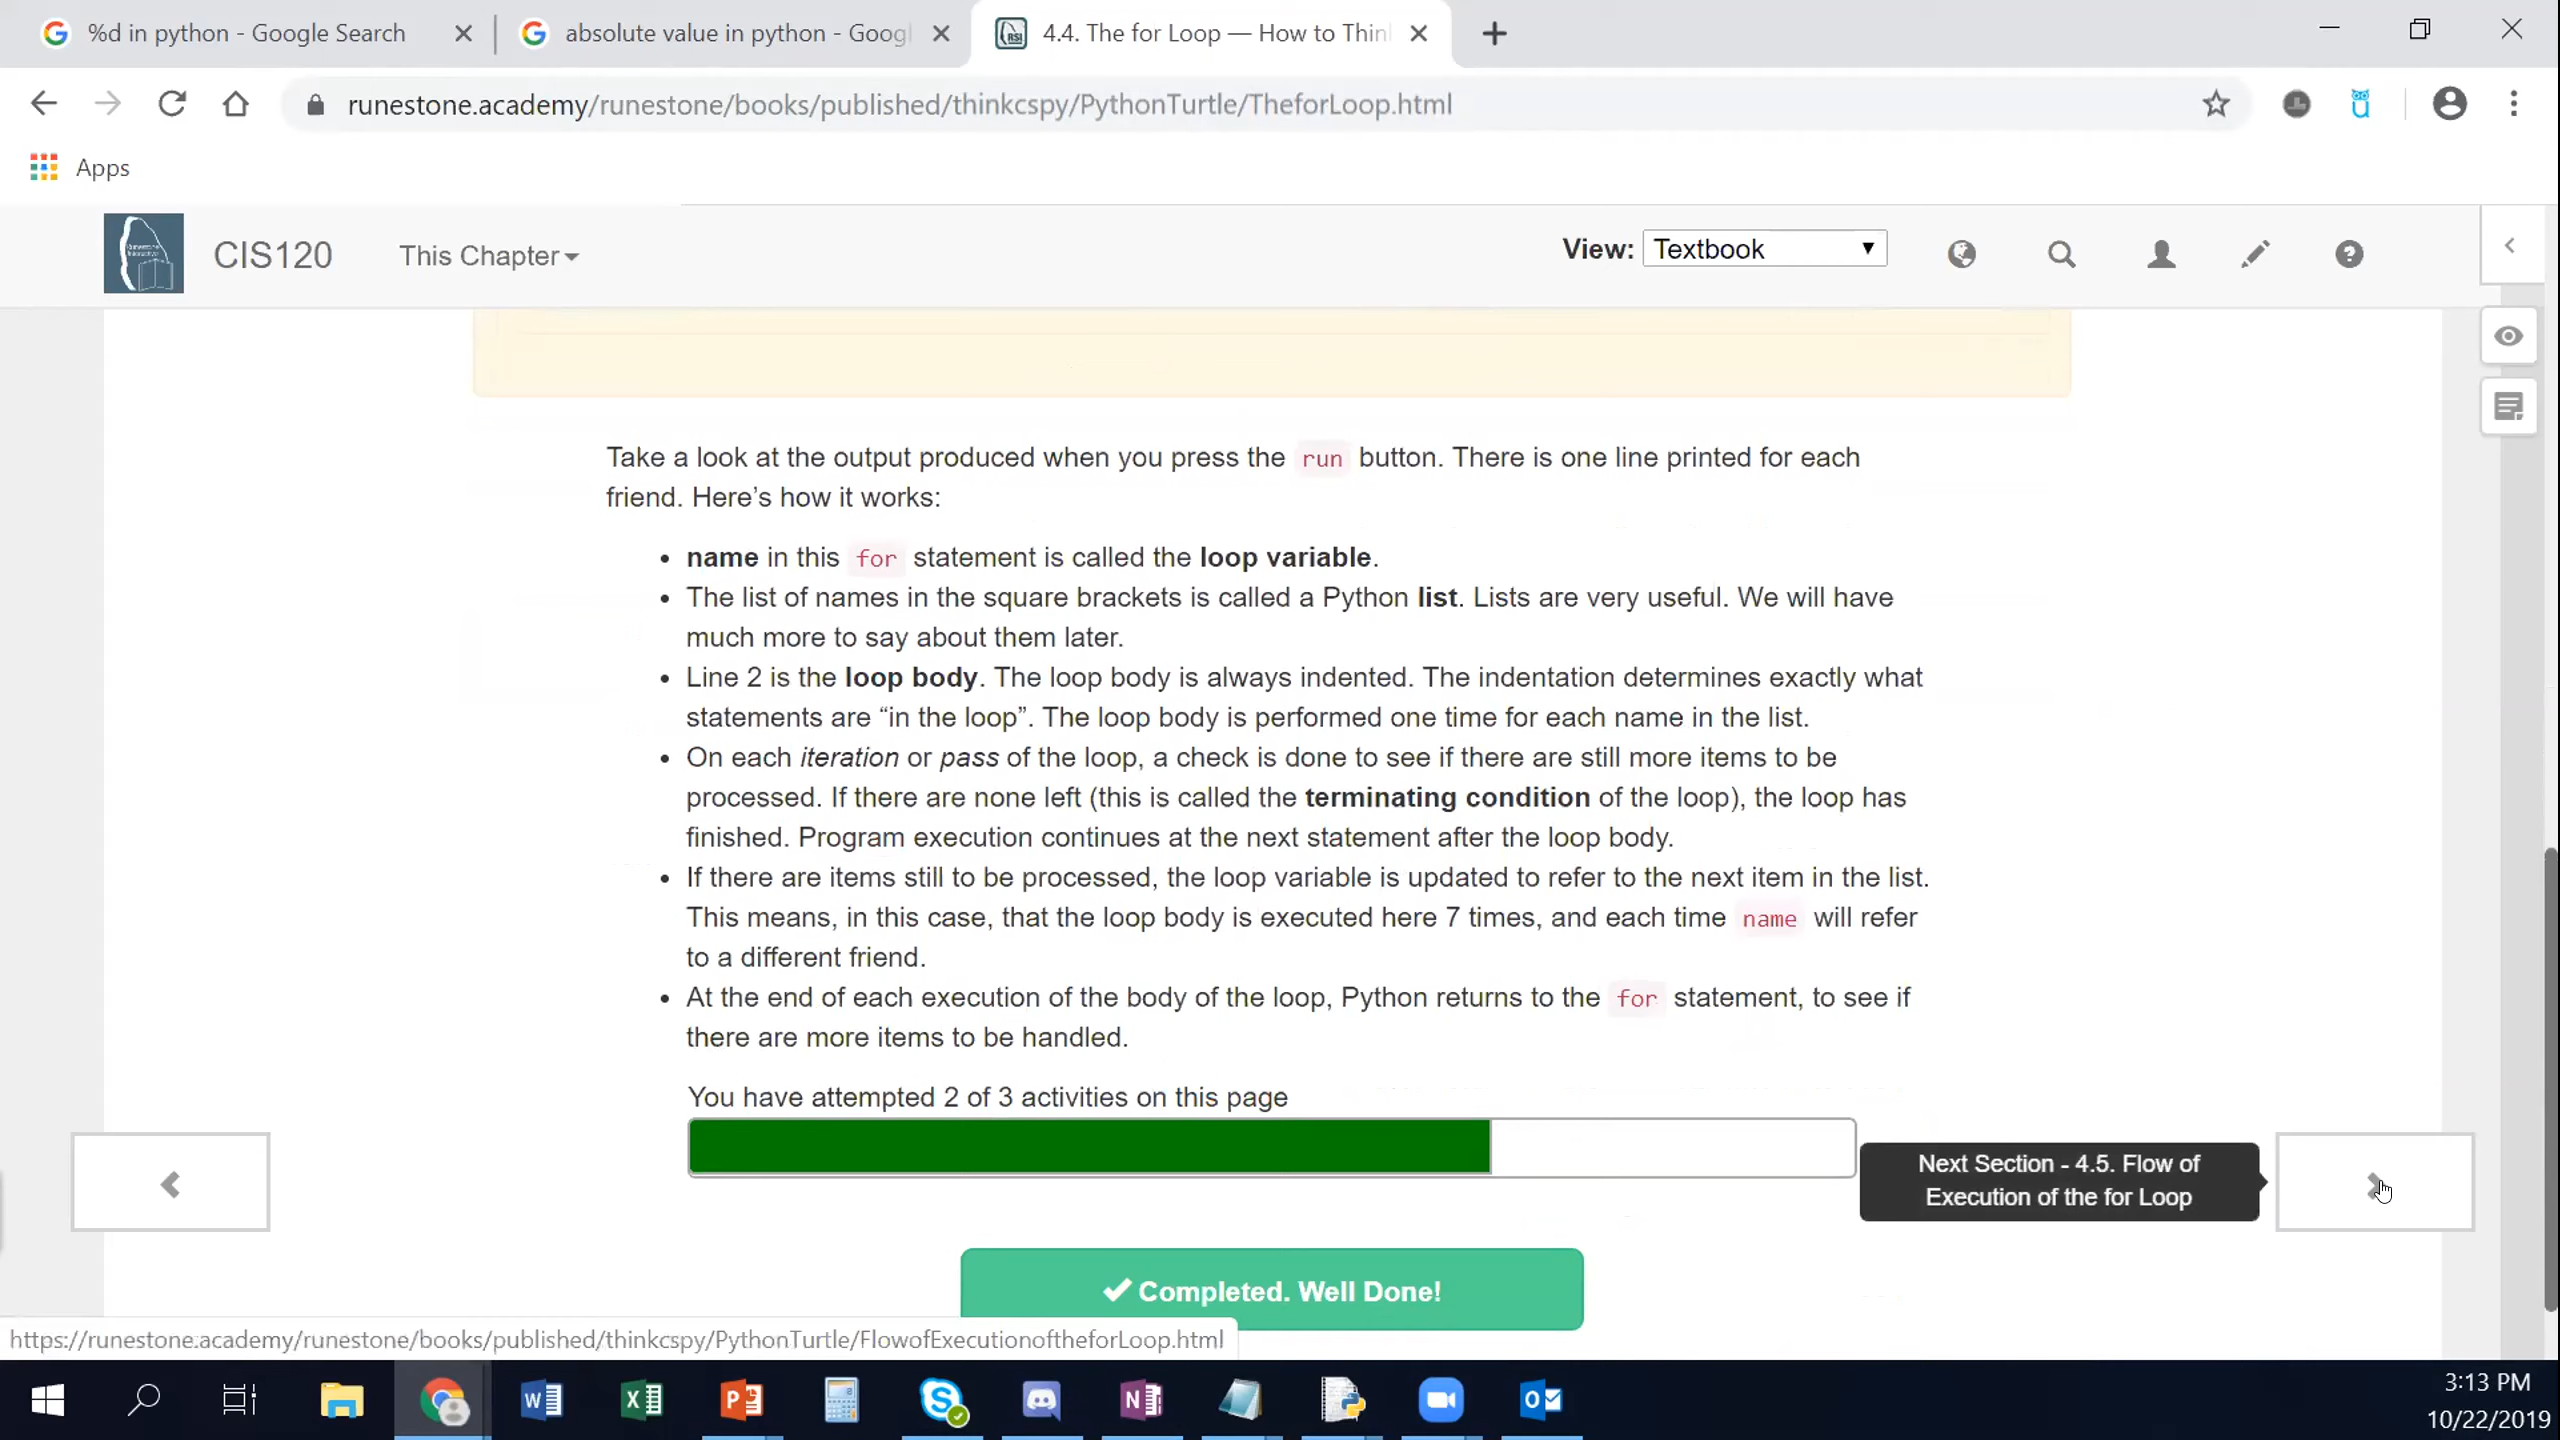 %d in python - Google Search
absolute value in python - Googl
4.4. The for Loop — How to Thin
runestone.academy/runestone/books/published/thinkcspy/PythonTurtle/TheforLoop.html
Apps
CIS120
This Chapter
View: Textbook
Take a look at the output produced when you press the run button. There is one line printed for each
friend. Here’s how it works:
• name in this for statement is called the loop variable.
• The list of names in the square brackets is called a Python list. Lists are very useful. We will have
much more to say about them later.
• Line 2 is the loop body. The loop body is always indented. The indentation determines exactly what
statements are “in the loop”. The loop body is performed one time for each name in the list.
• On each iteration or pass of the loop, a check is done to see if there are still more items to be
processed. If there are none left (this is called the terminating condition of the loop), the loop has
finished. Program execution continues at the next statement after the loop body.
• If there are items still to be processed, the loop variable is updated to refer to the next item in the list.
This means, in this case, that the loop body is executed here 7 times, and each time name will refer
to a different friend.
• At the end of each execution of the body of the loop, Python returns to the for statement, to see if
there are more items to be handled.
You have attempted 2 of 3 activities on this page
Next Section - 4.5. Flow of
Execution of the for Loop
Completed. Well Done!
https://runestone.academy/runestone/books/published/thinkcspy/PythonTurtle/FlowofExecutionoftheforLoop.html
3:13 PM
10/22/2019